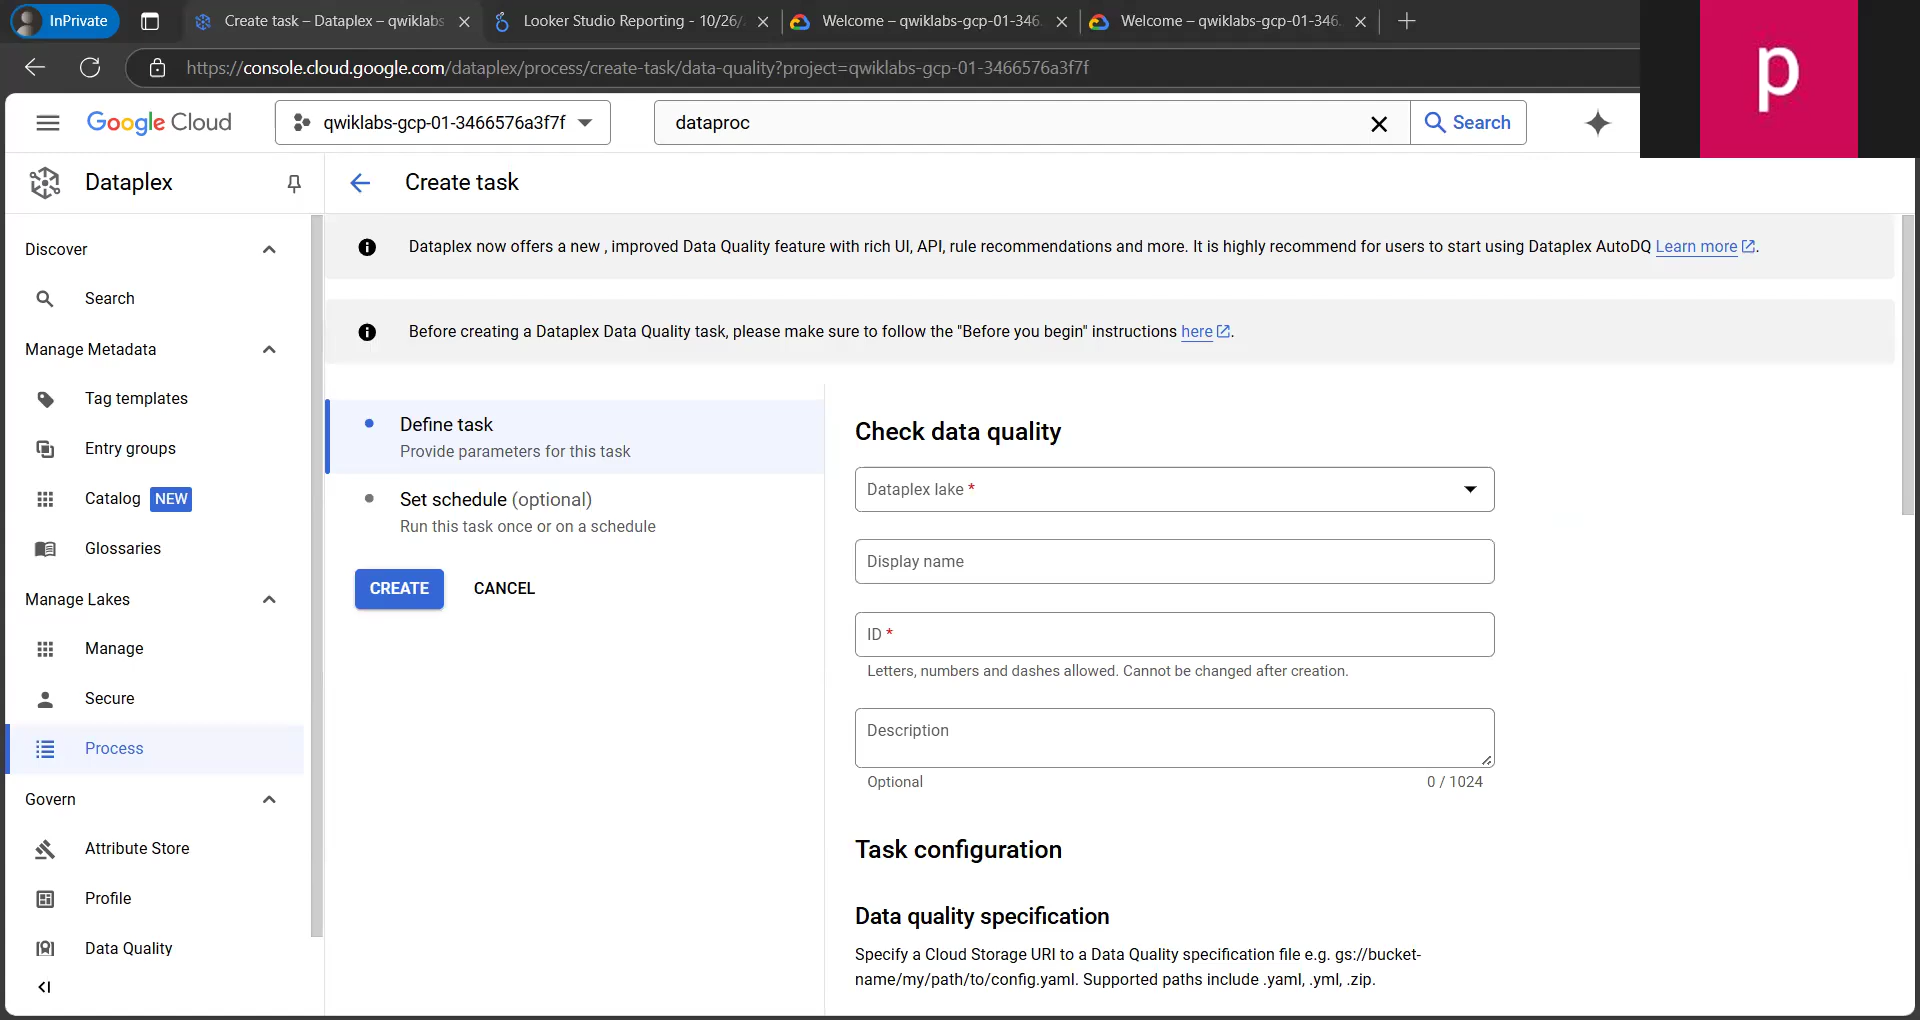 InPrivate
Create task – Dataplex – qwiklabs
Looker Studio Reporting - 10/26/
Welcome – qwiklabs-gcp-01-346
Welcome – qwiklabs-gcp-01-346
https://console.cloud.google.com/dataplex/process/create-task/data-quality?project=qwiklabs-gcp-01-3466576a3f7f
p
Google Cloud
qwiklabs-gcp-01-3466576a3f7f
dataproc
Search
Dataplex
Create task
Discover
Search
Manage Metadata
Tag templates
Entry groups
Catalog NEW
Glossaries
Manage Lakes
Manage
Secure
Process
Govern
Attribute Store
Profile
Data Quality
Dataplex now offers a new , improved Data Quality feature with rich UI, API, rule recommendations and more. It is highly recommend for users to start using Dataplex AutoDQ Learn more.
Before creating a Dataplex Data Quality task, please make sure to follow the "Before you begin" instructions here.
Define task
Provide parameters for this task
Set schedule (optional)
Run this task once or on a schedule
CREATE
CANCEL
Check data quality
Dataplex lake *
Display name
ID *
Letters, numbers and dashes allowed. Cannot be changed after creation.
Description
Optional
0 / 1024
Task configuration
Data quality specification
Specify a Cloud Storage URI to a Data Quality specification file e.g. gs://bucket-
name/my/path/to/config.yaml. Supported paths include .yaml, .yml, .zip.